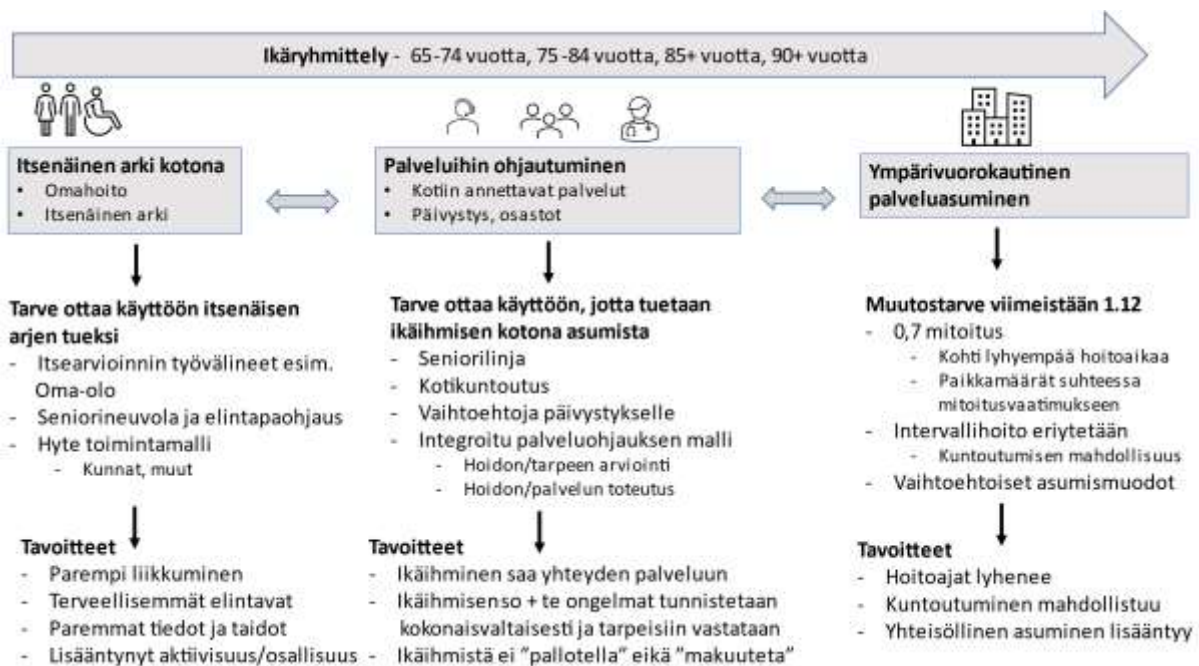 Ikäryhmittely - 65-74 vuotta, 75-84 vuotta, 85+ vuotta, 90+ vuotta
Itsenäinen arki kotona
• Omahoito
• Itsenäinen arki
Tarve ottaa käyttöön itsenäisen
arjen tueksi
- Itsearvioinnin työvälineet esim.
Oma-olo
- Seniorineuvola ja elintapaohjaus
- Hyte toimintamalli
- Kunnat, muut
Tavoitteet
- Parempi liikkuminen
- Terveellisemmät elintavat
- Paremmat tiedot ja taidot
- Lisääntynyt aktiivisuus/osallisuus
Palveluihin ohjautuminen
• Kotiin annettavat palvelut
• Päivystys, osastot
Tarve ottaa käyttöön, jotta tuetaan
ikäihmisen kotona asumista
- Seniorilinja
- Kotikuntoutus
- Vaihtoehtoja päivystykselle
- Integroitu palveluohjauksen malli
- Hoidon/tarpeen arviointi
- Hoidon/palvelun toteutus
Tavoitteet
- Ikäihminen saa yhteyden palveluun
- Ikäihmisenso + te ongelmat tunnistetaan
kokonaisvaltaisesti ja tarpeisiin vastataan
- Ikäihmistä ei "pallotella" eikä "makuuteta"
Ympärivuorokautinen
palveluasuminen
Muutostarve viimeistään 1.12
- 0,7 mitoitus
- Kohti lyhyempää hoitoaikaa
- Paikkamäärät suhteessa
mitoitusvaatimukseen
- Intervallihoito eriytetään
- Kuntoutumisen mahdollisuus
- Vaihtoehtoiset asumismuodot
Tavoitteet
- Hoitoajat lyhenee
- Kuntoutuminen mahdollistuu
- Yhteisöllinen asuminen lisääntyy